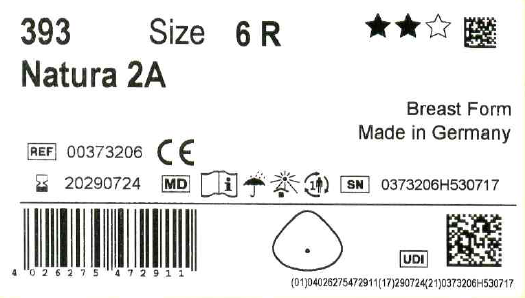 393 Size 6 R
Natura 2A
Breast Form
Made in Germany
REF 00373206 CE
20290724 MD i 1 SN 0373206H530717
4 026275 472911
UDI
(01)04026275472911(17)290724(21)0373206H530717